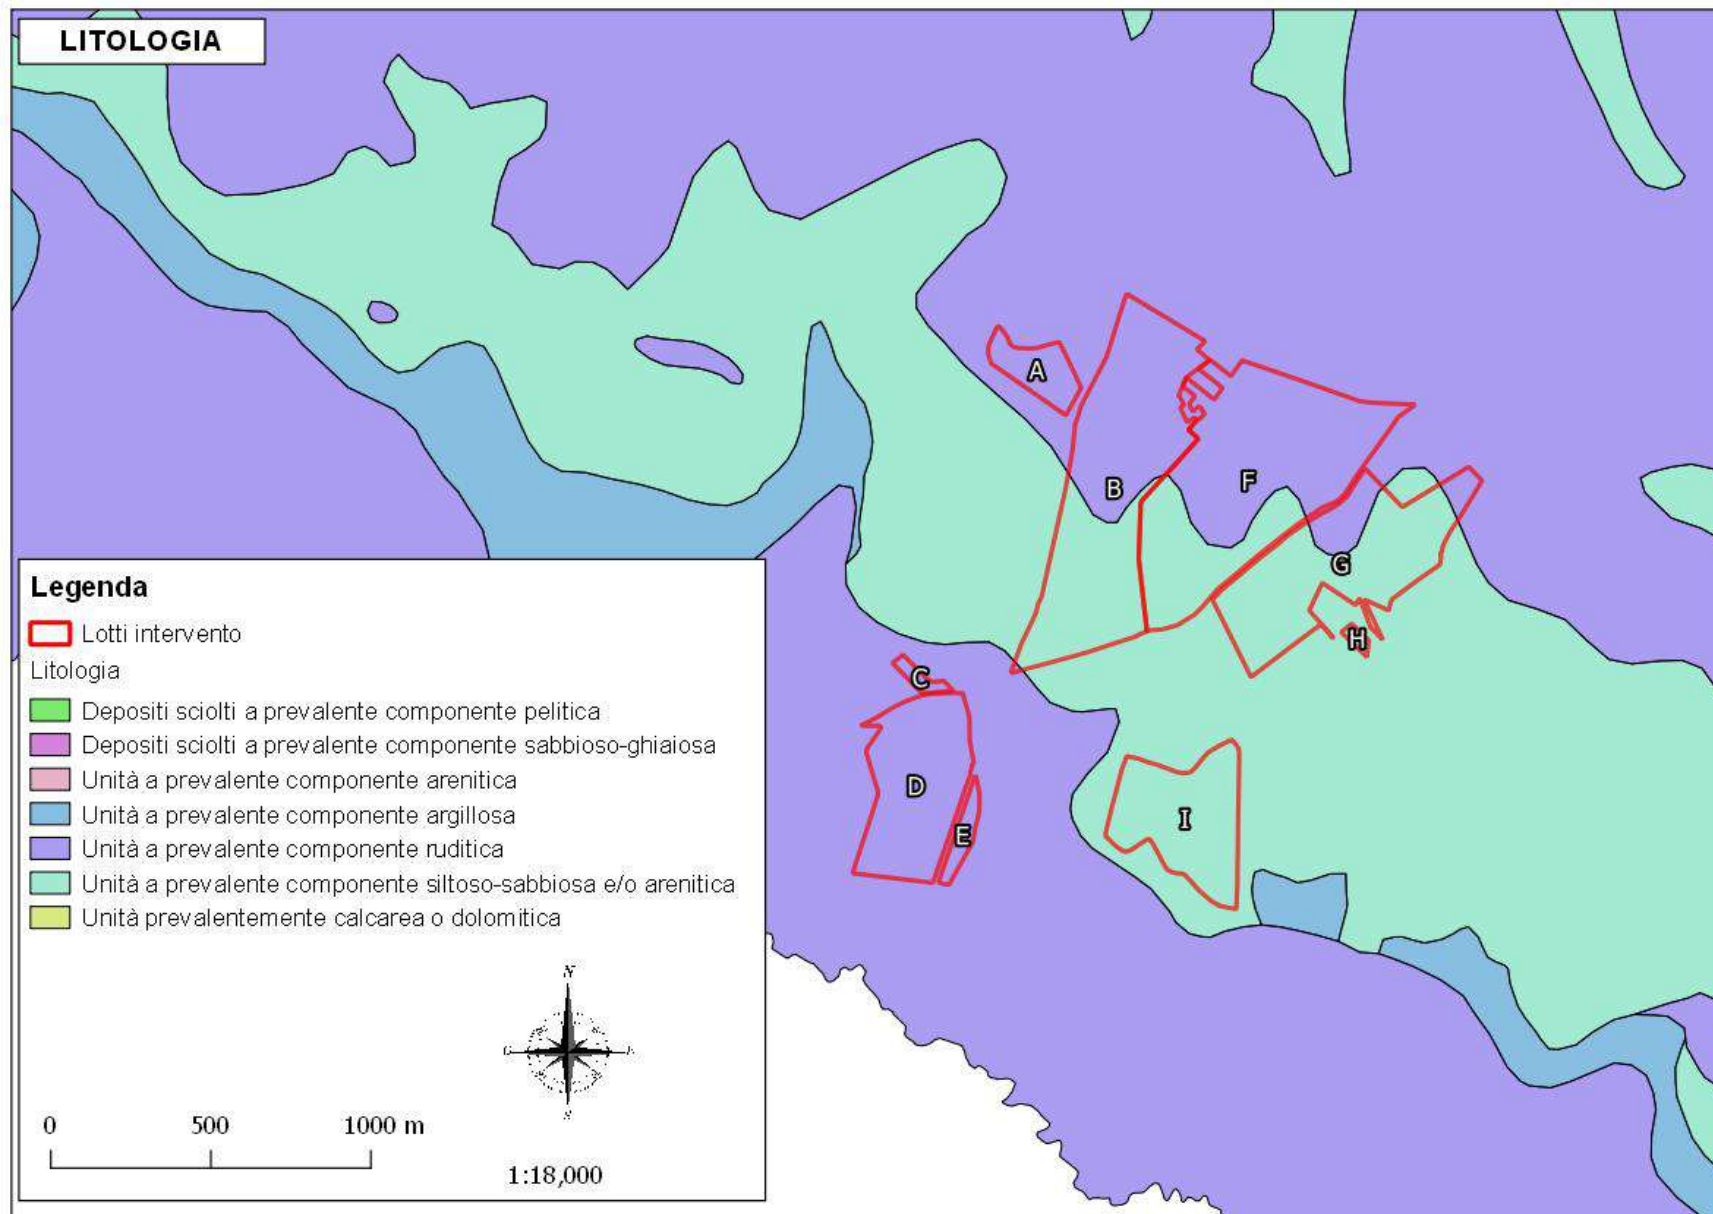 LITOLOGIA
A
B
F
G
H
C
D
E
I
Legenda
Lotti intervento
Litologia
Depositi sciolti a prevalente componente pelitica
Depositi sciolti a prevalente componente sabbioso-ghiaiosa
Unità a prevalente componente arenitica
Unità a prevalente componente argillosa
Unità a prevalente componente ruditica
Unità a prevalente componente siltoso-sabbiosa e/o arenitica
Unità prevalentemente calcarea o dolomitica
N
0 500 1000 m
1:18,000